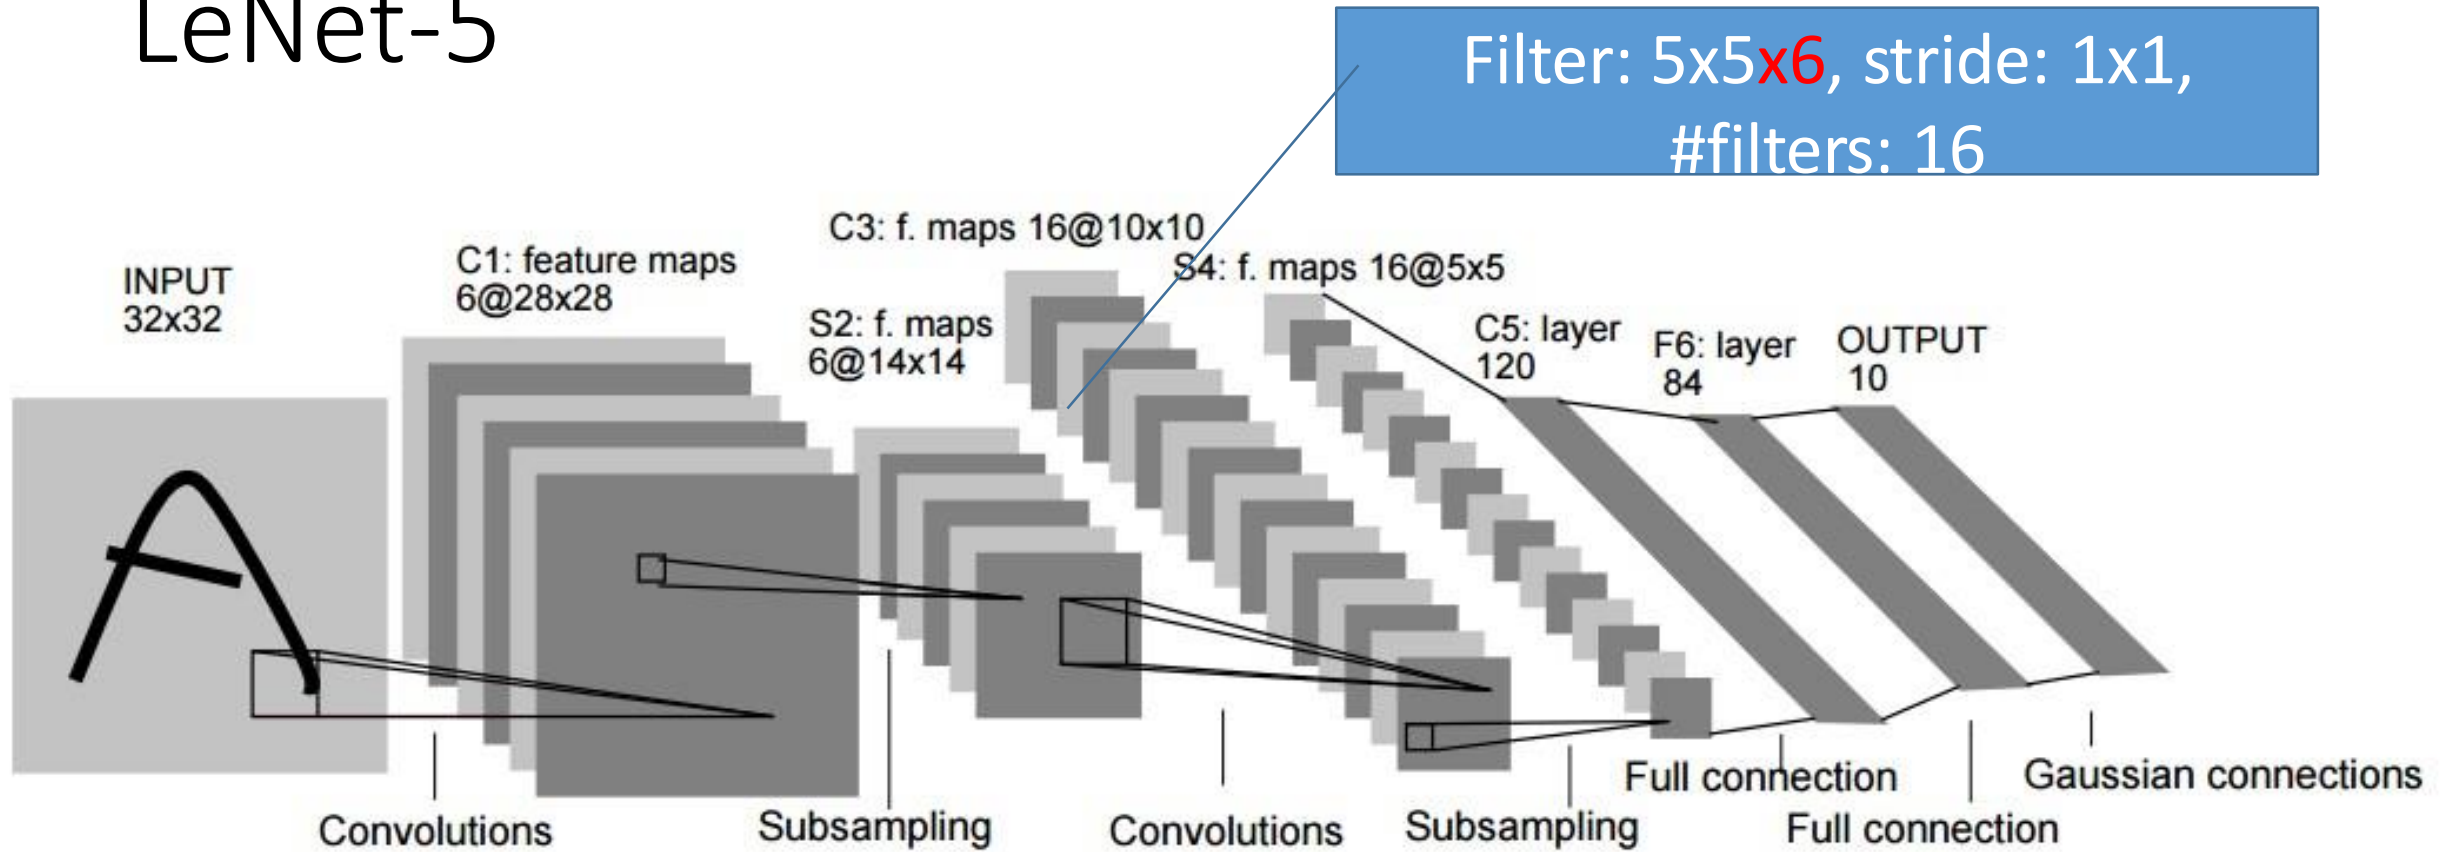 LeNet-5
Filter: 5x5x6, stride: 1x1,
#filters: 16
INPUT
32x32
C1: feature maps
6@28x28
S2: f. maps
6@14x14
C3: f. maps 16@10x10
S4: f. maps 16@5x5
C5: layer
120
F6: layer
84
OUTPUT
10
Convolutions
Subsampling
Convolutions
Subsampling
Full connection
Full connection
Gaussian connections
A